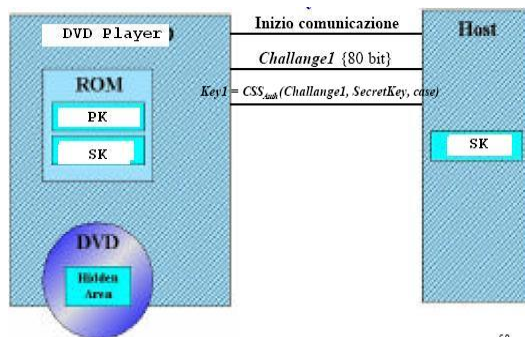 DVD Player
Inizio comunicazione
Host
Challange1 {80 bit}
ROM
Key1 = CSSAuth(Challange1, SecretKey, case)
PK
SK
SK
DVD
Hidden
Area